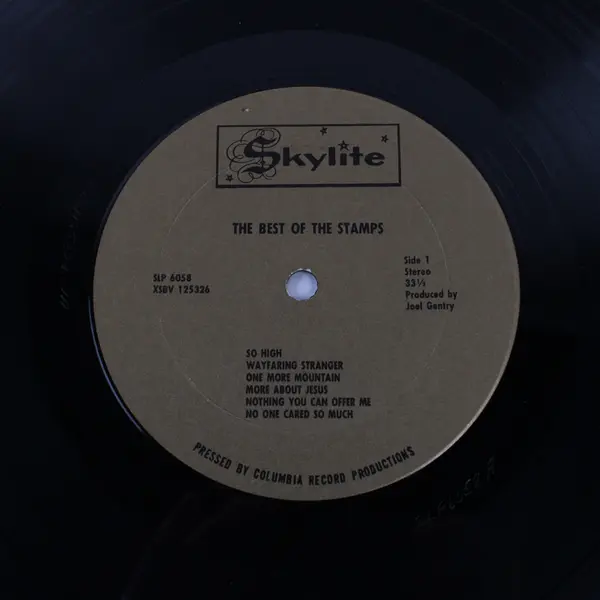 Skylite
THE BEST OF THE STAMPS
SLP 6058
XSBV 125326
Side 1
Stereo
33⅓
Produced by
Joel Gentry
SO HIGH
WAYFARING STRANGER
ONE MORE MOUNTAIN
MORE ABOUT JESUS
NOTHING YOU CAN OFFER ME
NO ONE CARED SO MUCH
PRESSED BY COLUMBIA RECORD PRODUCTIONS